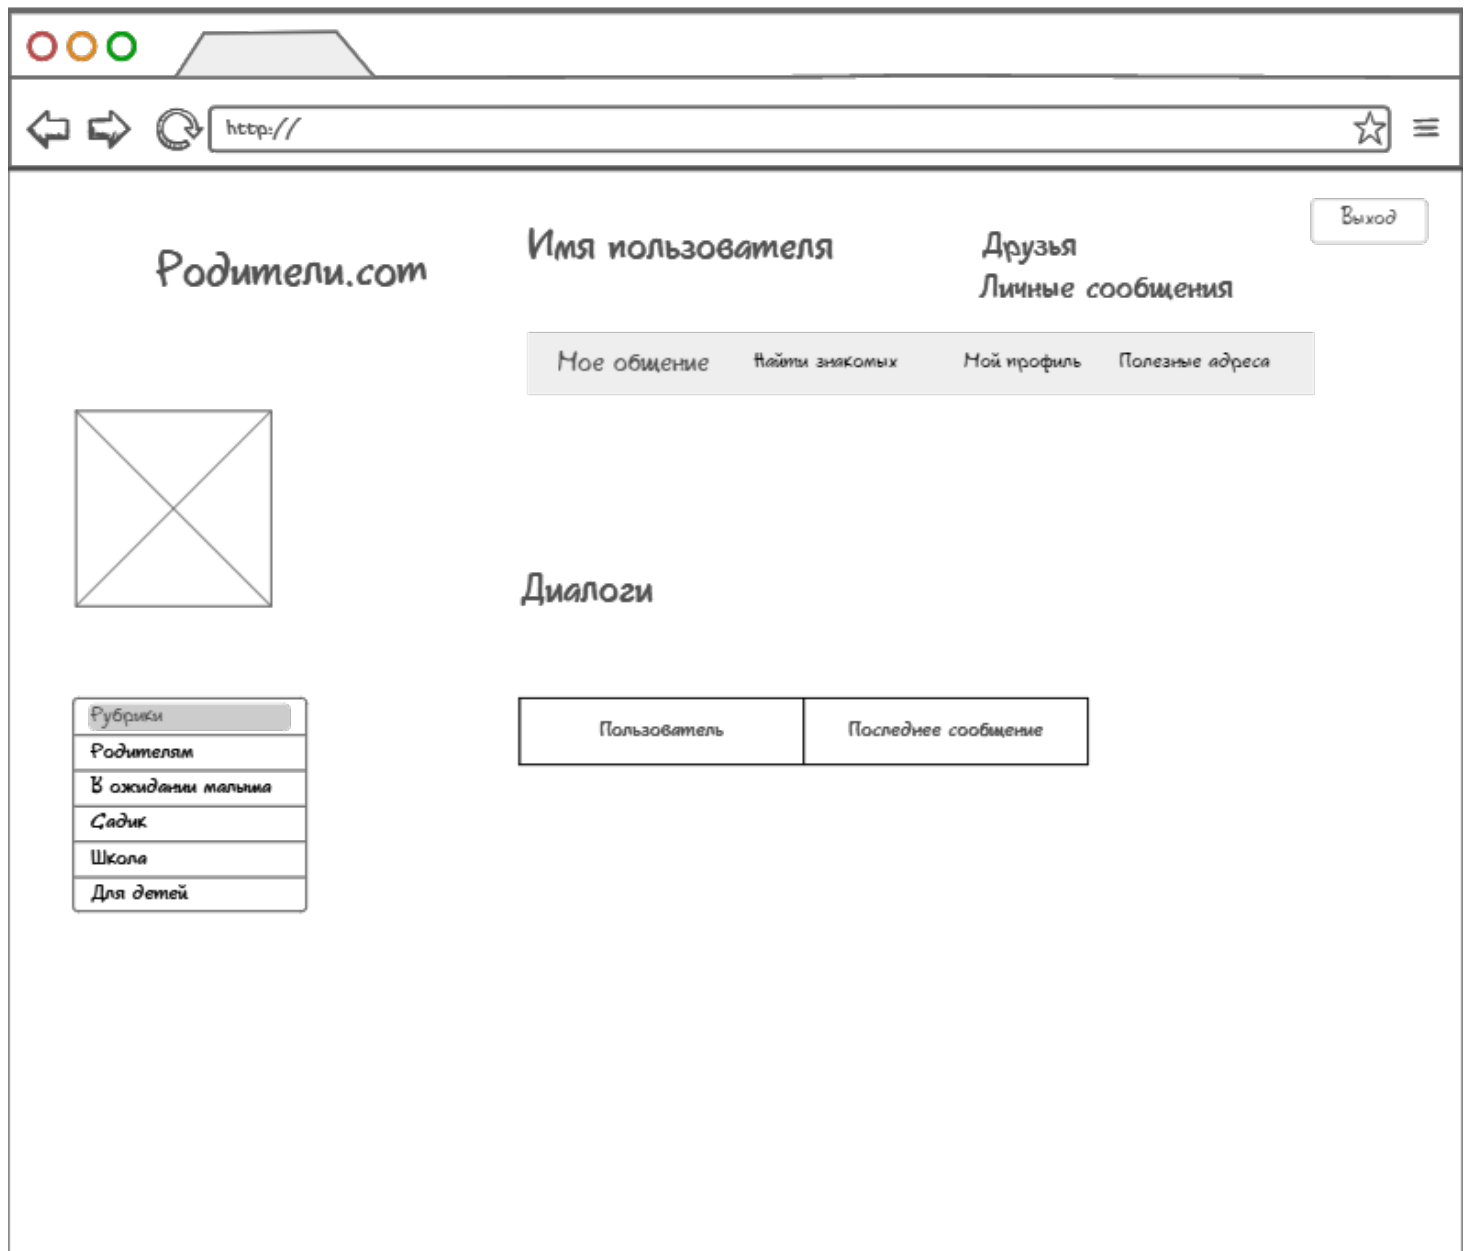 http://
Выход
Родители.com
Имя пользователя
Друзья
Личные сообщения
Мое общение Найти знакомых Мой профиль Полезные адреса
Диалоги
Рубрики
Родителям
В ожидании малыша
Садик
Школа
Для детей
Пользователь Последнее сообщение